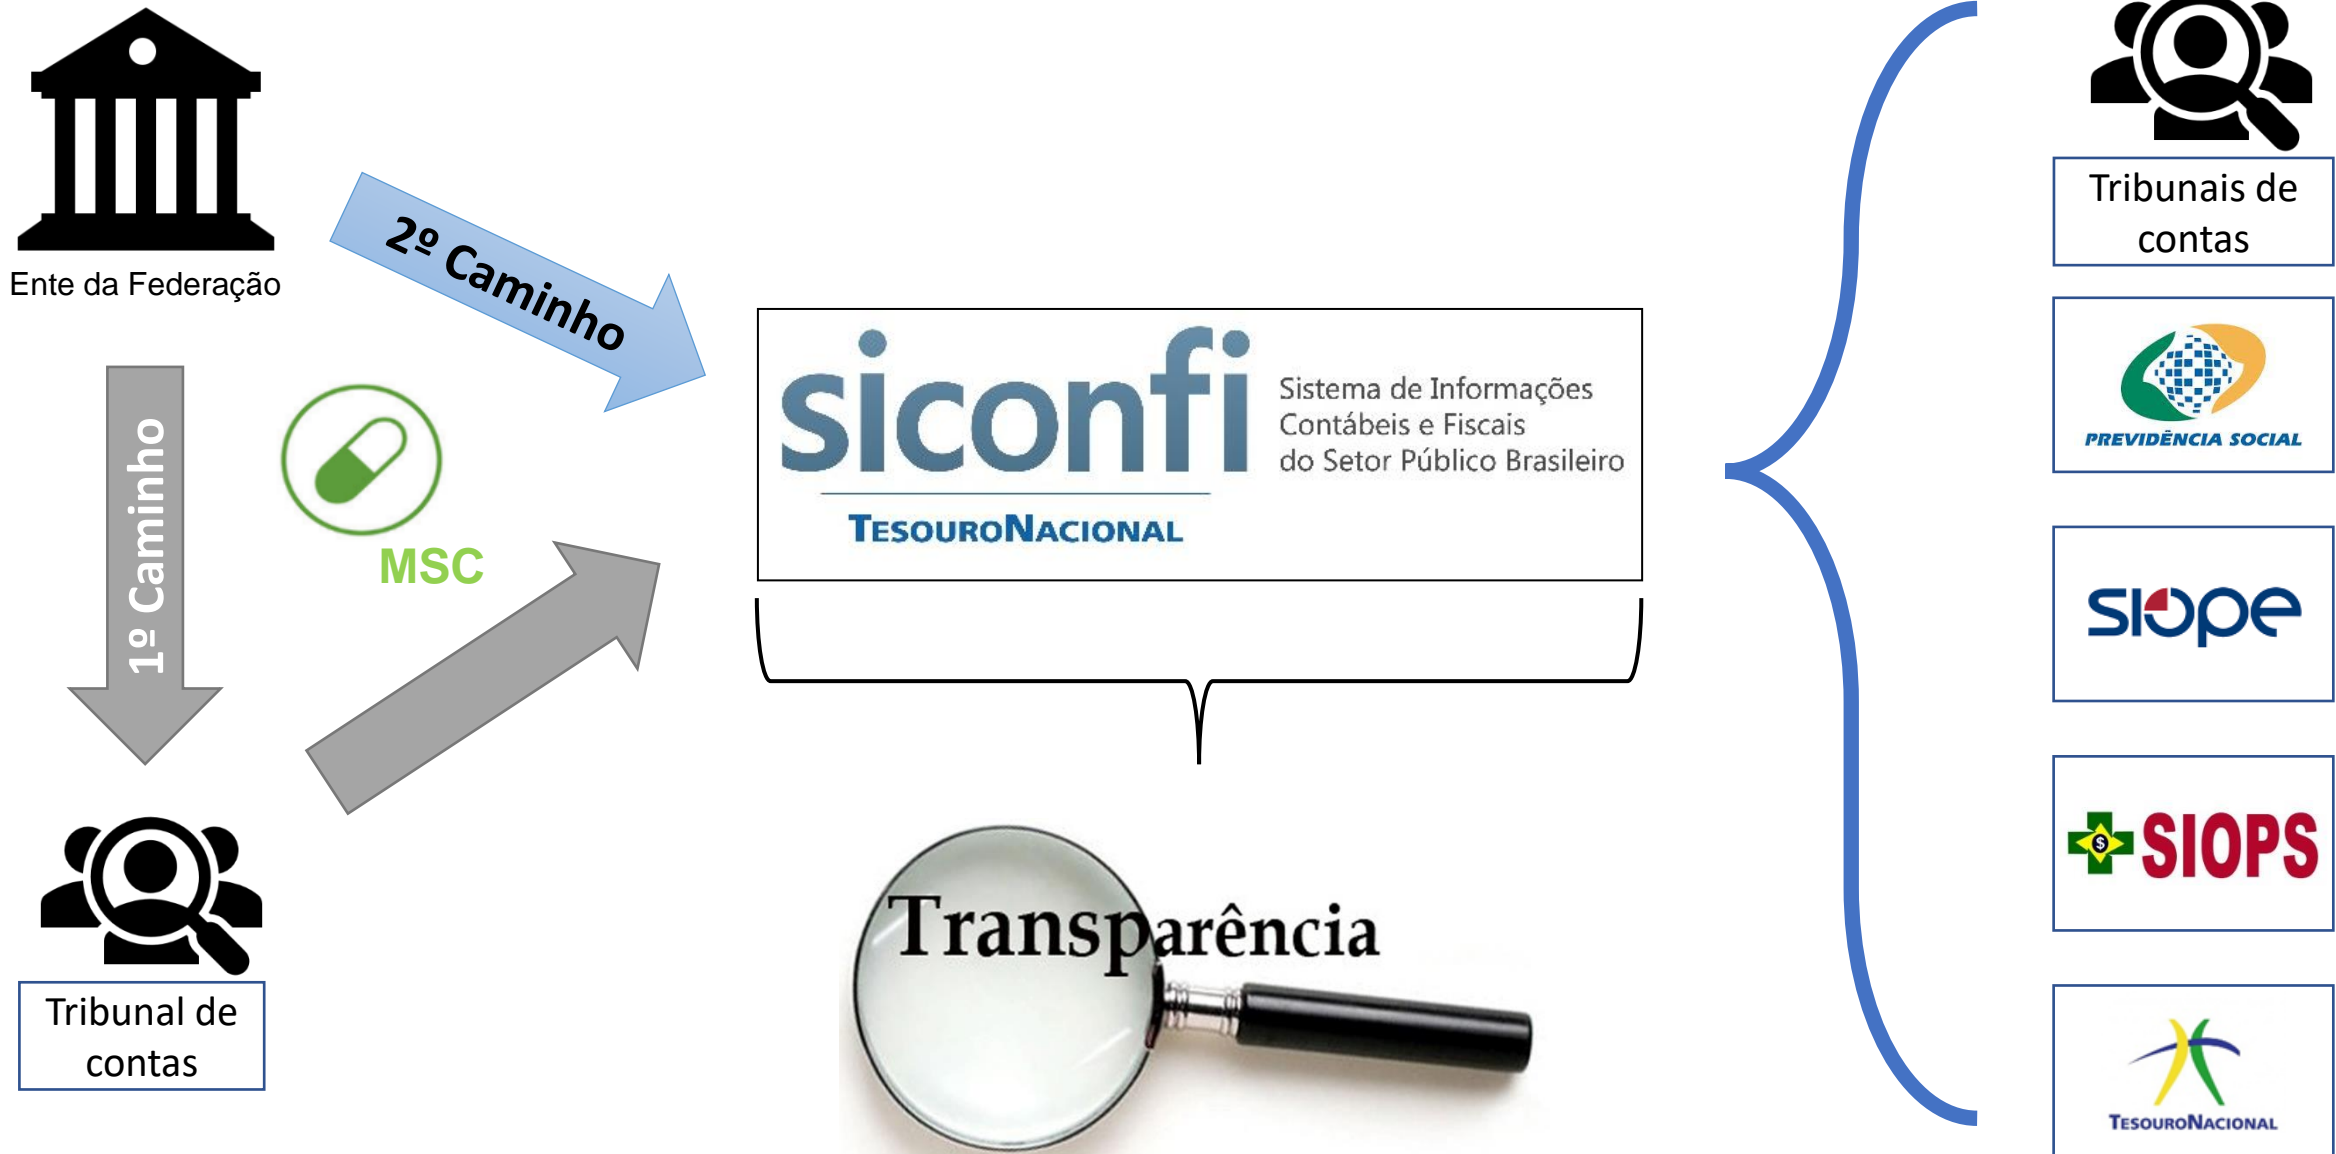 Ente da Federação
2º Caminho
1º Caminho
MSC
Tribunal de
contas
siconfi
Sistema de Informações
Contábeis e Fiscais
do Setor Público Brasileiro
TESOURONACIONAL
Transparência
Tribunais de
contas
PREVIDÊNCIA SOCIAL
siope
$
SIOPS
TESOURONACIONAL